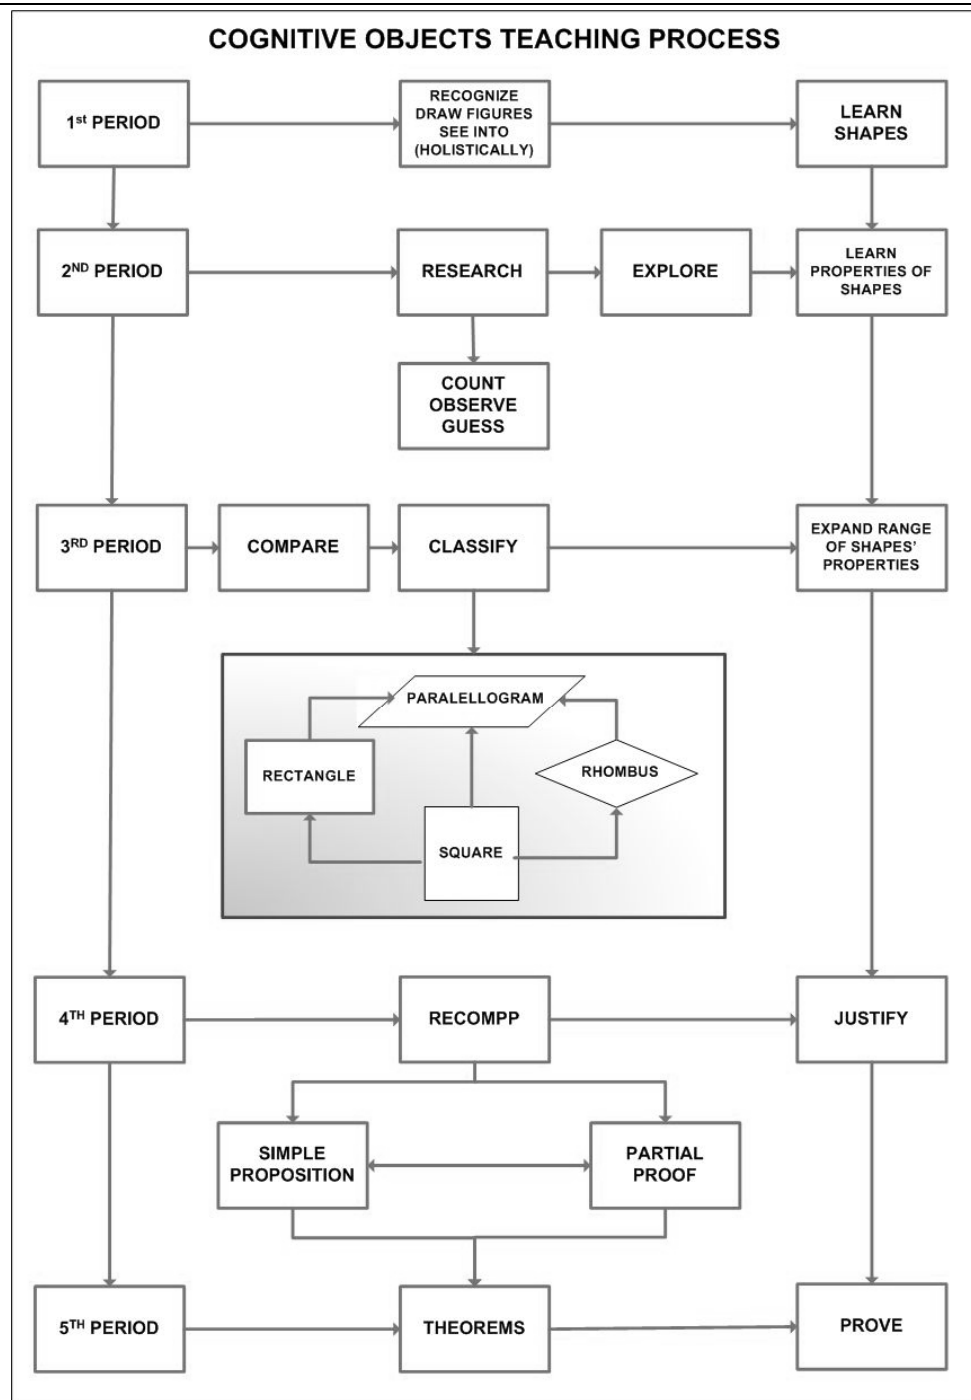 COGNITIVE OBJECTS TEACHING PROCESS
1st PERIOD
RECOGNIZE
DRAW FIGURES
SEE INTO
(HOLISTICALLY)
LEARN
SHAPES
2ND PERIOD
RESEARCH
EXPLORE
LEARN
PROPERTIES OF
SHAPES
COUNT
OBSERVE
GUESS
3RD PERIOD
COMPARE
CLASSIFY
EXPAND RANGE
OF SHAPES'
PROPERTIES
PARALELLOGRAM
RECTANGLE
RHOMBUS
SQUARE
4TH PERIOD
RECOMPP
JUSTIFY
SIMPLE
PROPOSITION
PARTIAL
PROOF
5TH PERIOD
THEOREMS
PROVE